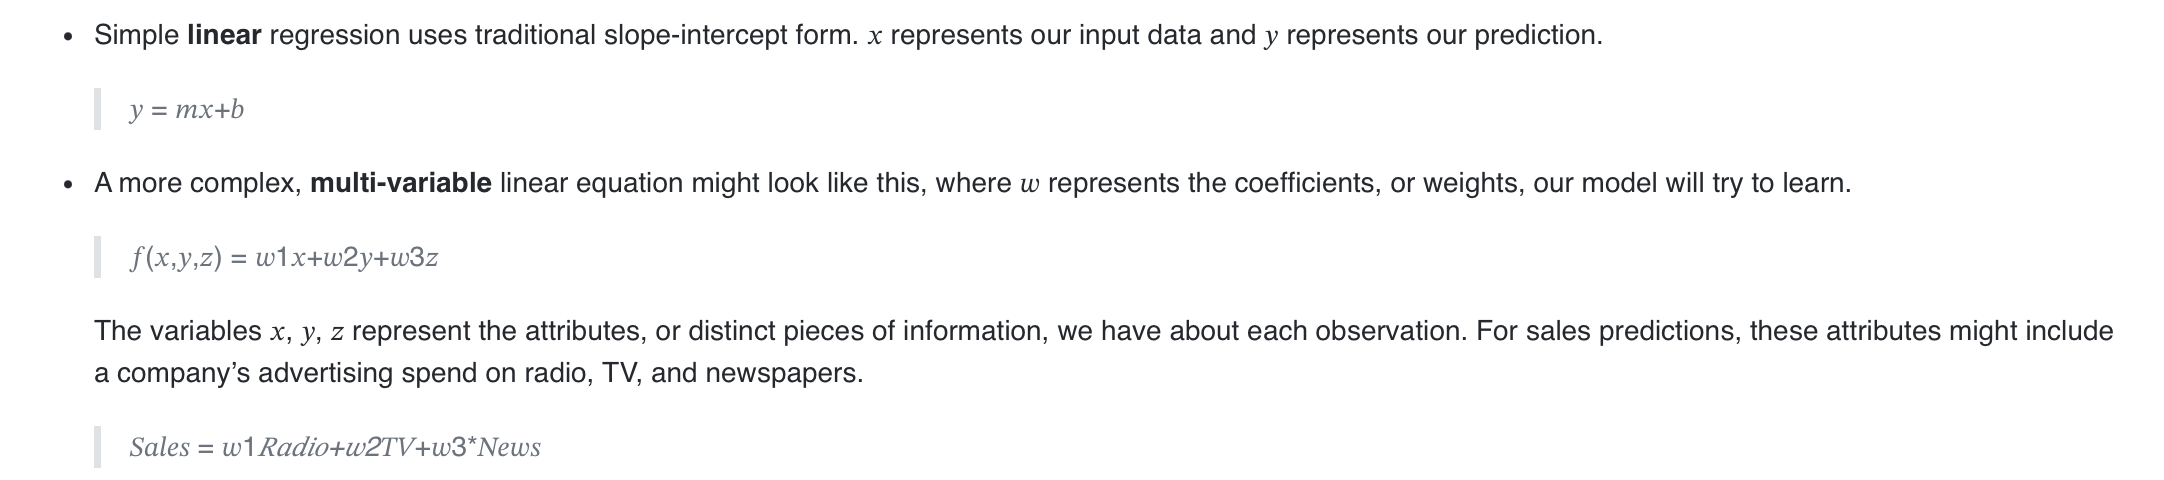 • Simple linear regression uses traditional slope-intercept form. x represents our input data and y represents our prediction.
y = mx+b
• A more complex, multi-variable linear equation might look like this, where w represents the coefficients, or weights, our model will try to learn.
f(x,y,z) = w1x+w2y+w3z
The variables x, y, z represent the attributes, or distinct pieces of information, we have about each observation. For sales predictions, these attributes might include
a company’s advertising spend on radio, TV, and newspapers.
Sales = w1Radio+w2TV+w3*News